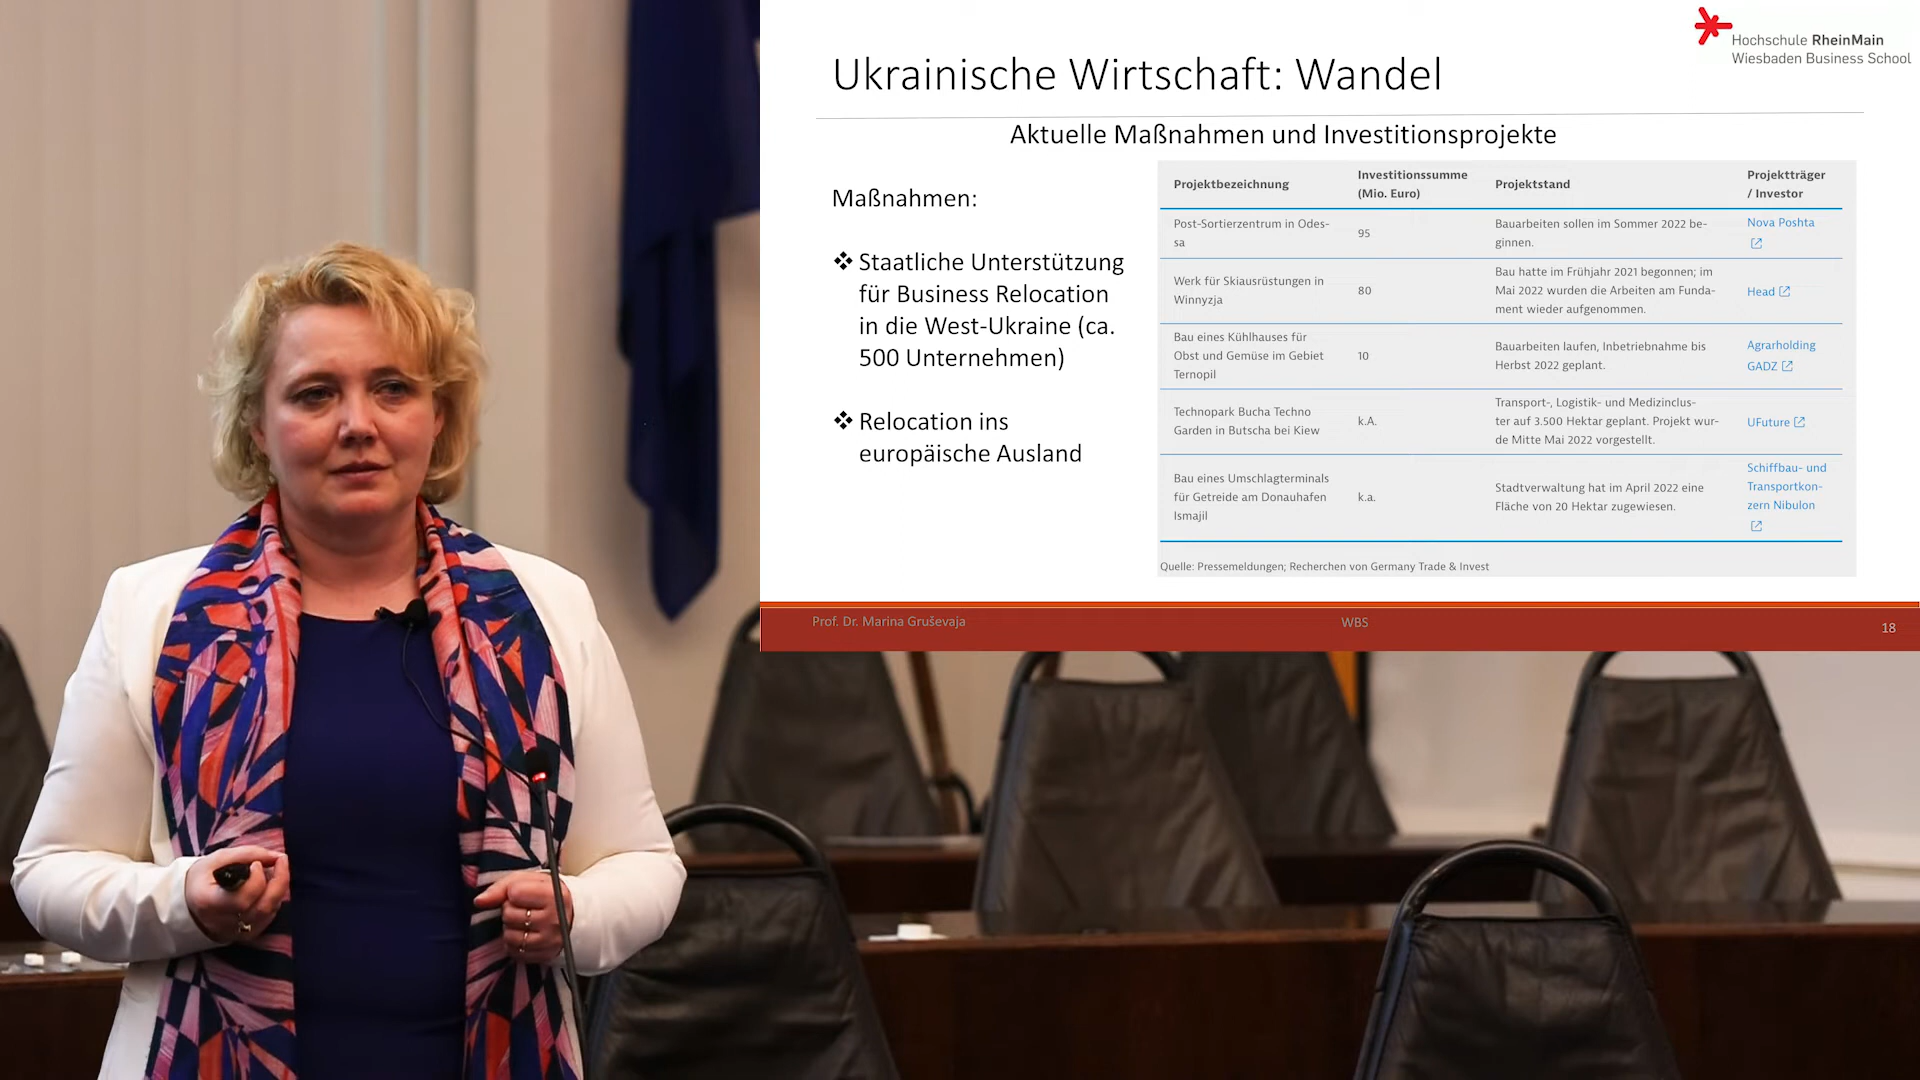 Hochschule RheinMain
Wiesbaden Business School
Ukrainische Wirtschaft: Wandel
Aktuelle Maßnahmen und Investitionsprojekte
Maßnahmen:
❖ Staatliche Unterstützung
für Business Relocation
in die West-Ukraine (ca.
500 Unternehmen)
❖ Relocation ins
europäische Ausland
Projektbezeichnung
Investitionssumme
(Mio. Euro)
Projektstand
Projektträger
/ Investor
Post-Sortierzentrum in Odes-
sa
95
Bauarbeiten sollen im Sommer 2022 be-
ginnen.
Nova Poshta
Werk für Skiausrüstungen in
Winnyzja
80
Bau hatte im Frühjahr 2021 begonnen; im
Mai 2022 wurden die Arbeiten am Funda-
ment wieder aufgenommen.
Head
Bau eines Kühlhauses für
Obst und Gemüse im Gebiet
Ternopil
10
Bauarbeiten laufen, Inbetriebnahme bis
Herbst 2022 geplant.
Agrarholding
GADZ
Technopark Bucha Techno
Garden in Butscha bei Kiew
k.A.
Transport-, Logistik- und Medizinclus-
ter auf 3.500 Hektar geplant. Projekt wur-
de Mitte Mai 2022 vorgestellt.
UFuture
Bau eines Umschlagterminals
für Getreide am Donauhafen
Ismajil
k.a.
Stadtverwaltung hat im April 2022 eine
Fläche von 20 Hektar zugewiesen.
Schiffbau- und
Transportkon-
zern Nibulon
Quelle: Pressemeldungen; Recherchen von Germany Trade & Invest
Prof. Dr. Marina Gruševaja
WBS
18